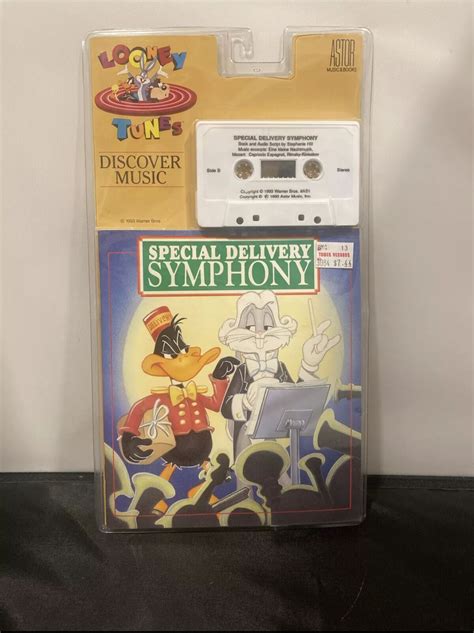 LOONEY
TUNES
DISCOVER
MUSIC
© 1993 Warner Bros.
ASTOR
MUSIC BOOKS
SPECIAL DELIVERY SYMPHONY
Book and Audio Script by Stephanie
Music excerpts: Eine kleine Nachtmusik,
Mozart. Capriccio Espagnol, Rimsky-Korsakov
Side B
Stereo
Copyright © 1993 Warner Bros.
Copyright © 1993 Astor Music, Inc.
SPECIAL DELIVERY
SYMPHONY
13
TOWER RECORDS
$7.64